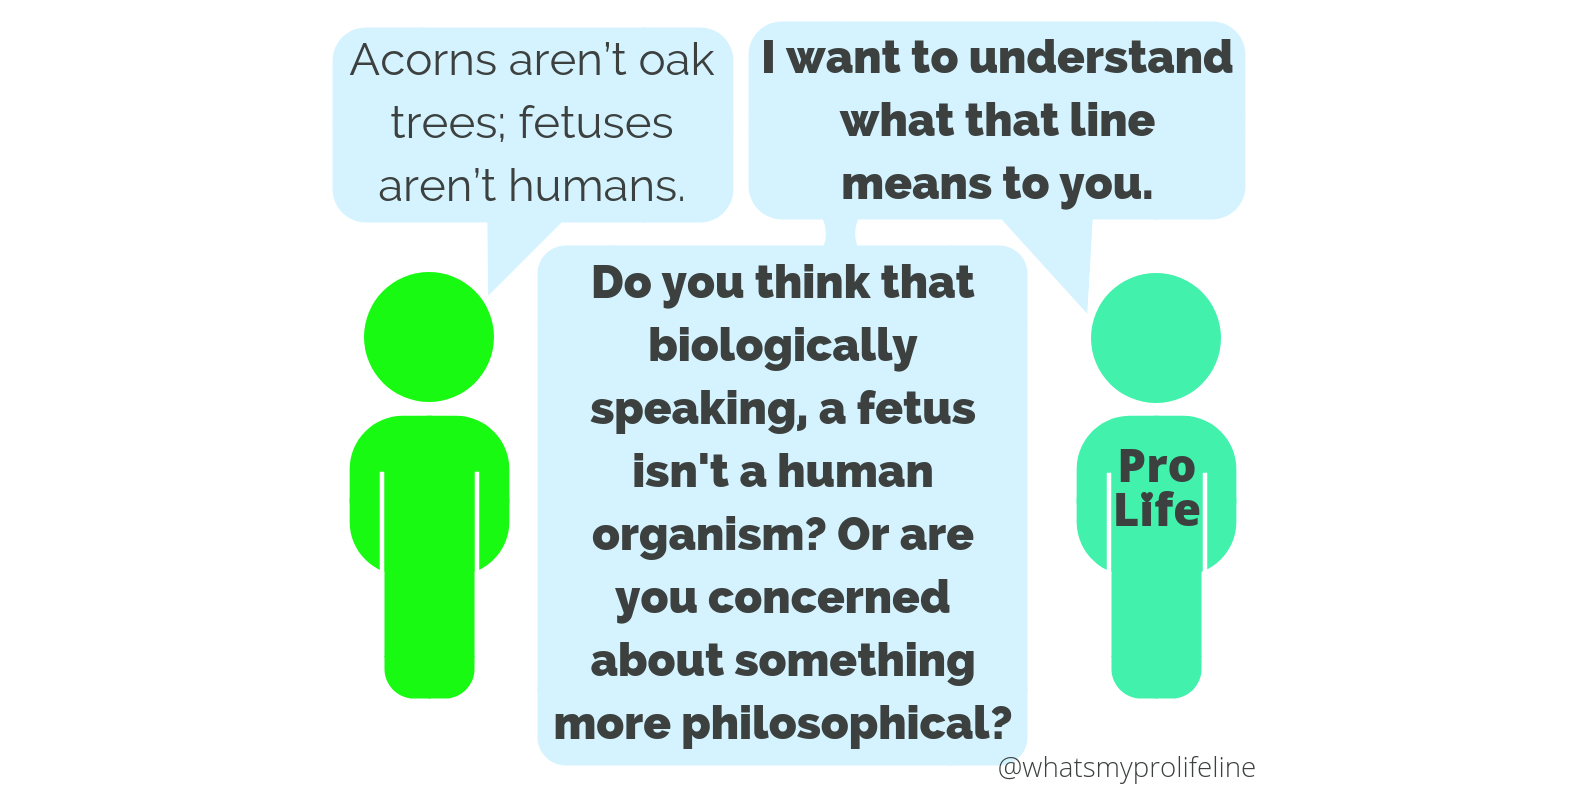 Acorns aren’t oak
trees; fetuses
aren’t humans.
I want to understand
what that line
means to you.
Do you think that
biologically
speaking, a fetus
isn't a human
organism? Or are
you concerned
about something
more philosophical?
Pro
Life
@whatsmyprolifeline